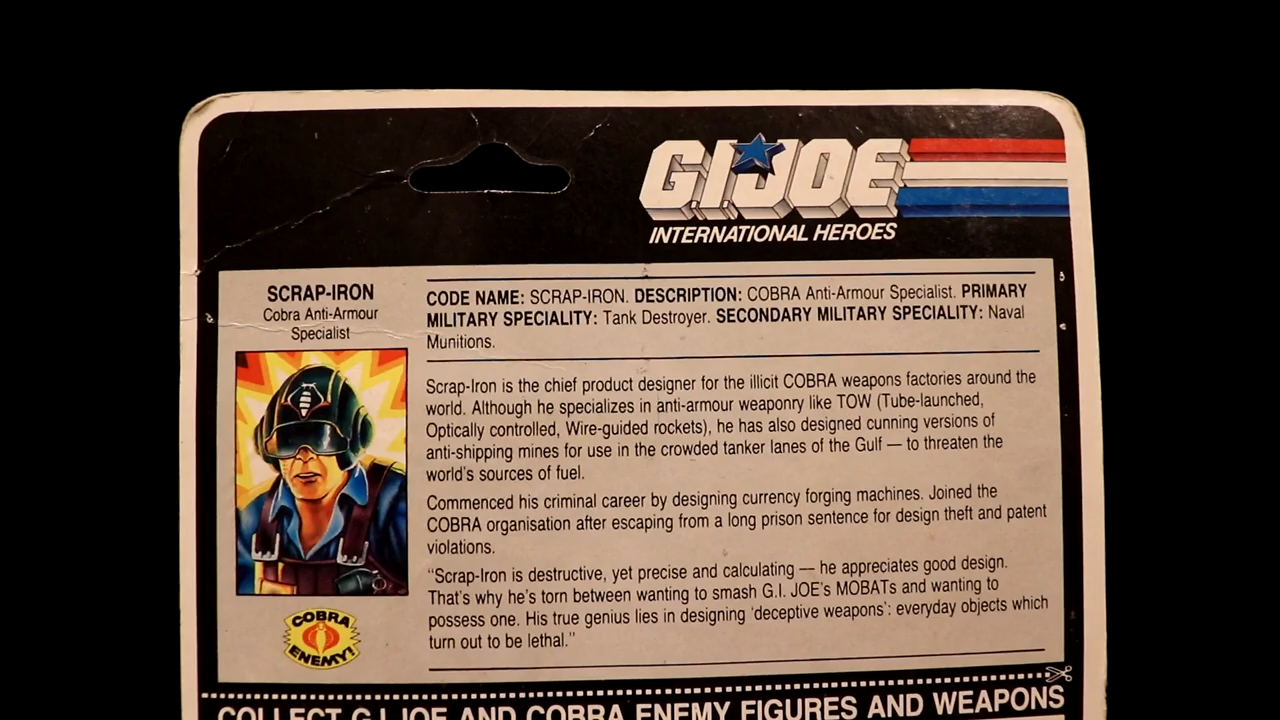 G.I. JOE
INTERNATIONAL HEROES
SCRAP-IRON
Cobra Anti-Armour
Specialist
COBRA
ENEMY!
CODE NAME: SCRAP-IRON. DESCRIPTION: COBRA Anti-Armour Specialist. PRIMARY
MILITARY SPECIALITY: Tank Destroyer. SECONDARY MILITARY SPECIALITY: Naval
Munitions.
Scrap-Iron is the chief product designer for the illicit COBRA weapons factories around the
world. Although he specializes in anti-armour weaponry like TOW (Tube-launched,
Optically controlled, Wire-guided rockets), he has also designed cunning versions of
anti-shipping mines for use in the crowded tanker lanes of the Gulf — to threaten the
world's sources of fuel.
Commenced his criminal career by designing currency forging machines. Joined the
COBRA organisation after escaping from a long prison sentence for design theft and patent
violations.
"Scrap-Iron is destructive, yet precise and calculating — he appreciates good design.
That's why he's torn between wanting to smash G.I. JOE's MOBATs and wanting to
possess one. His true genius lies in designing 'deceptive weapons': everyday objects which
turn out to be lethal."
COLLECT G.I. JOE AND COBRA ENEMY FIGURES AND WEAPONS